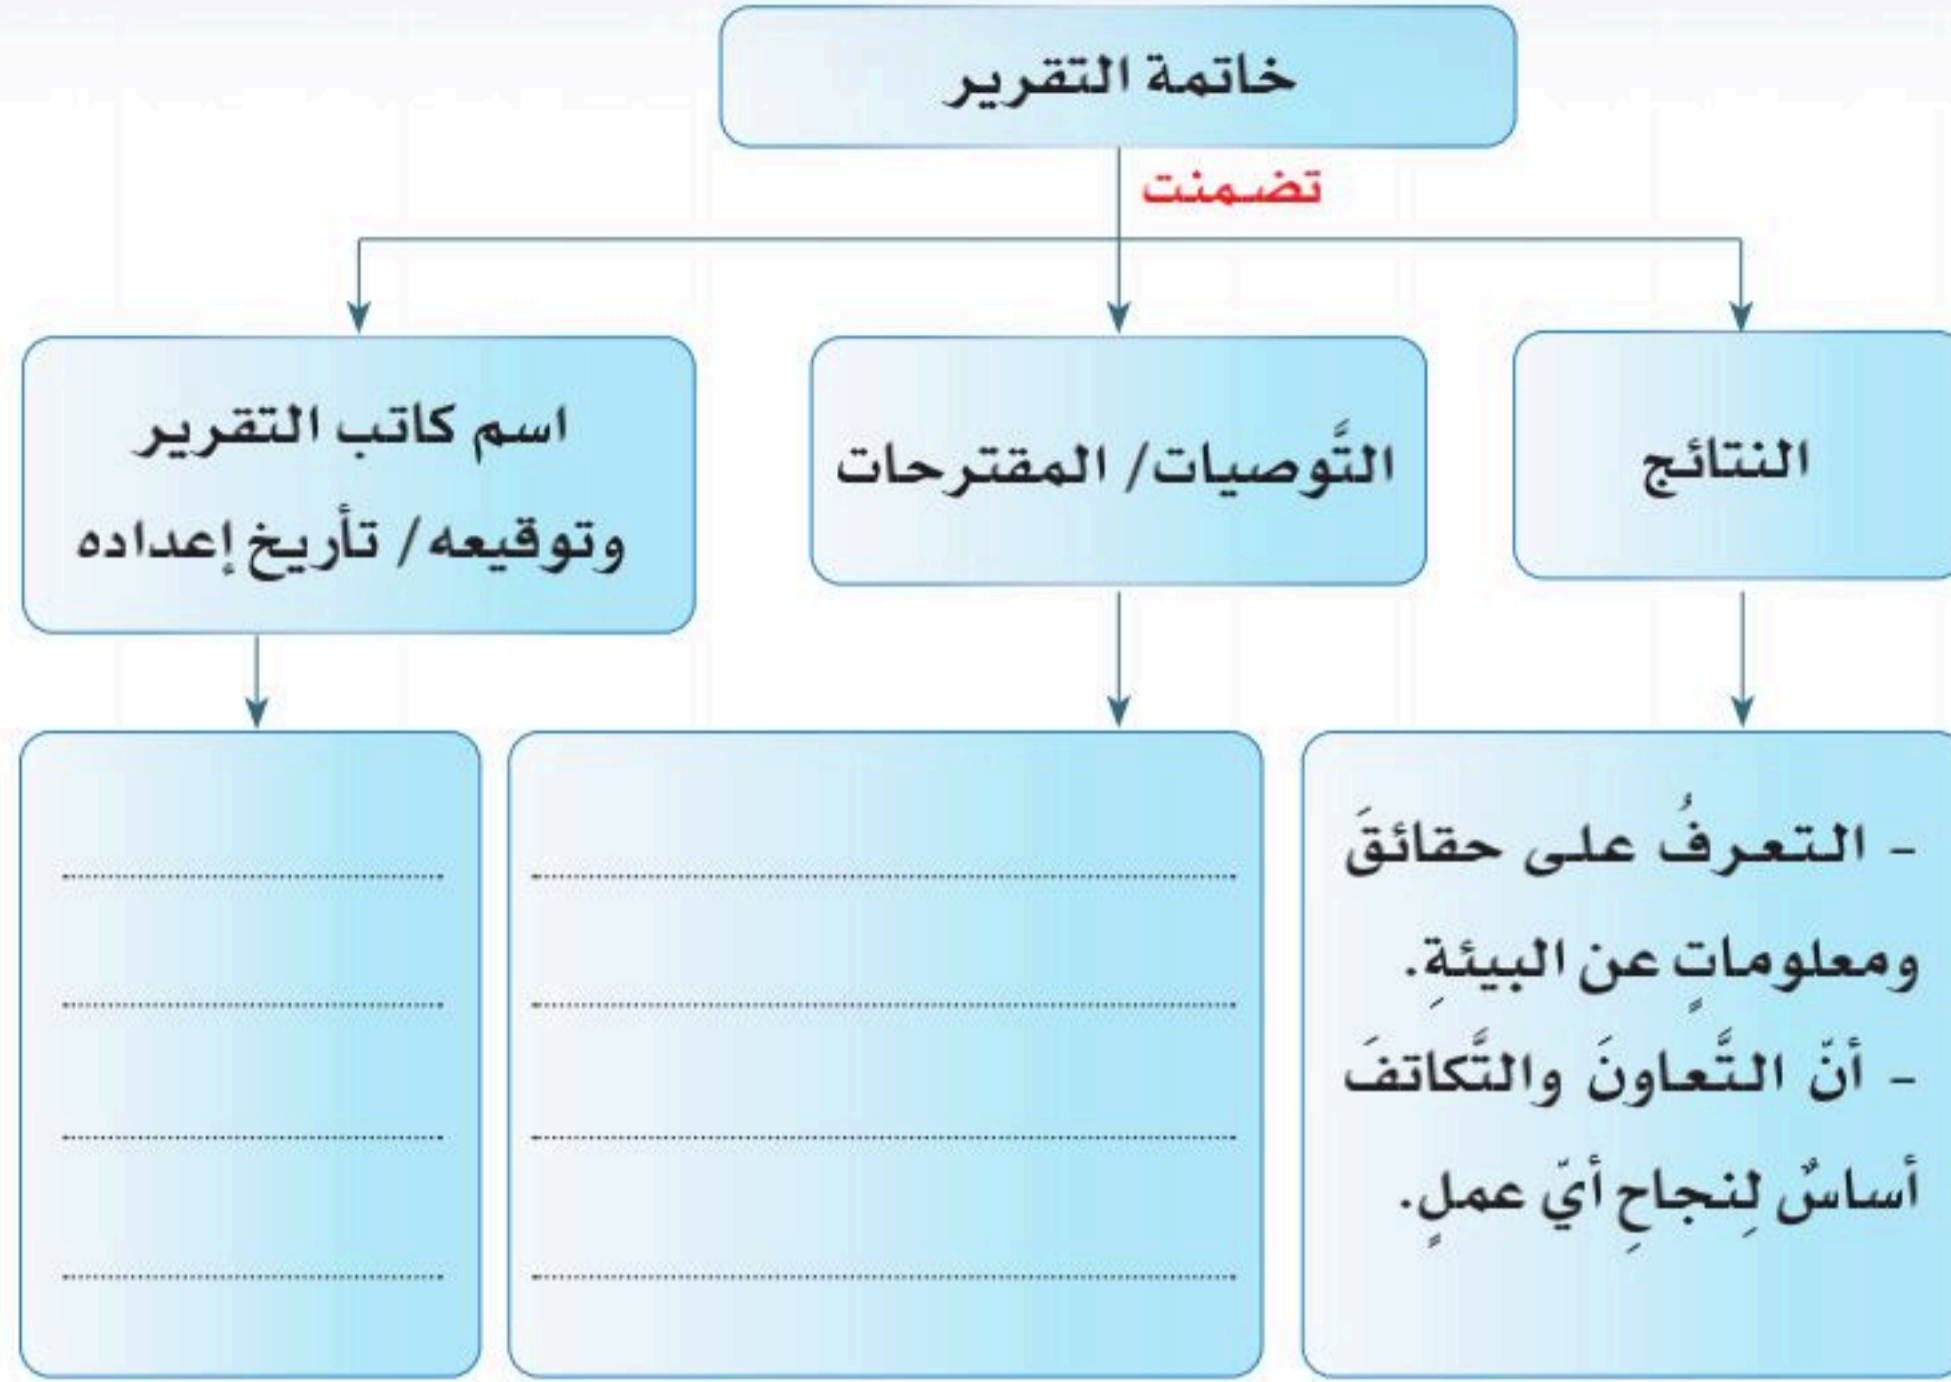 خاتمة التقرير
تضمنت
النتائج
التَّوصيات/ المقترحات
اسم كاتب التقرير
وتوقيعه/ تأريخ إعداده
- التعرفُ على حقائقَ
ومعلوماتٍ عن البيئةِ.
- أنّ التَّعاونَ والتَّكاتفَ
أساسٌ لِنجاحِ أيّ عملٍ.